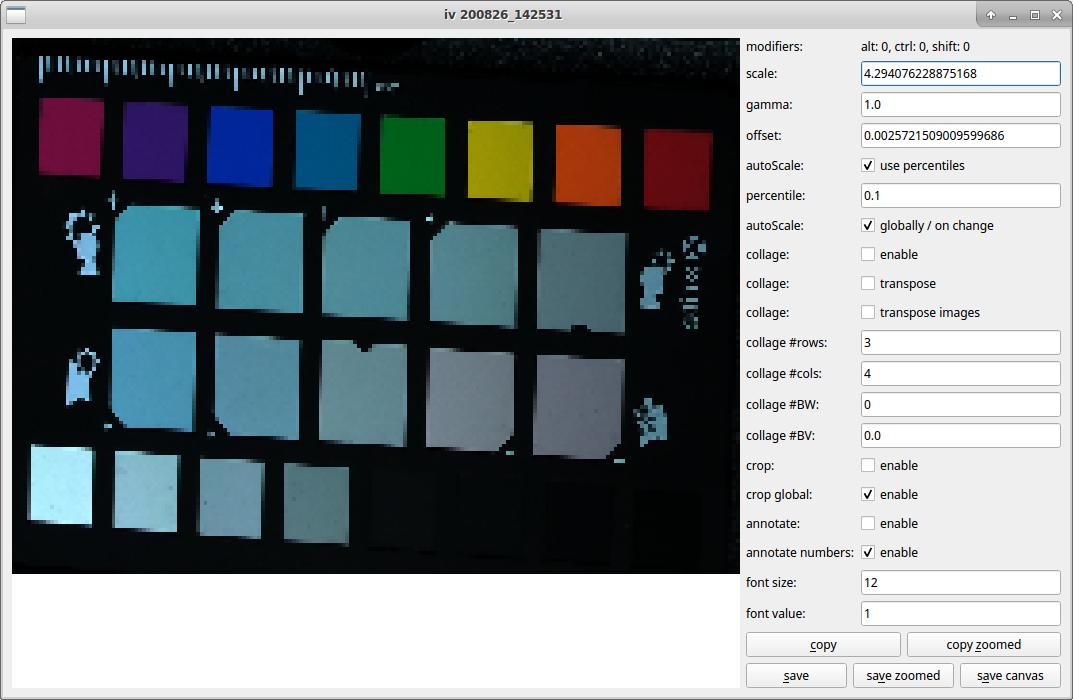 iv 200826_142531
modifiers: alt: 0, ctrl: 0, shift: 0
scale: 4.294076228875168
gamma: 1.0
offset: 0.0025721509009599686
autoScale: use percentiles
percentile: 0.1
autoScale: globally / on change
collage: enable
collage: transpose
collage: transpose images
collage #rows: 3
collage #cols: 4
collage #BW: 0
collage #BV: 0.0
crop: enable
crop global: enable
annotate: enable
annotate numbers: enable
font size: 12
font value: 1
copy copy zoomed
save save zoomed save canvas